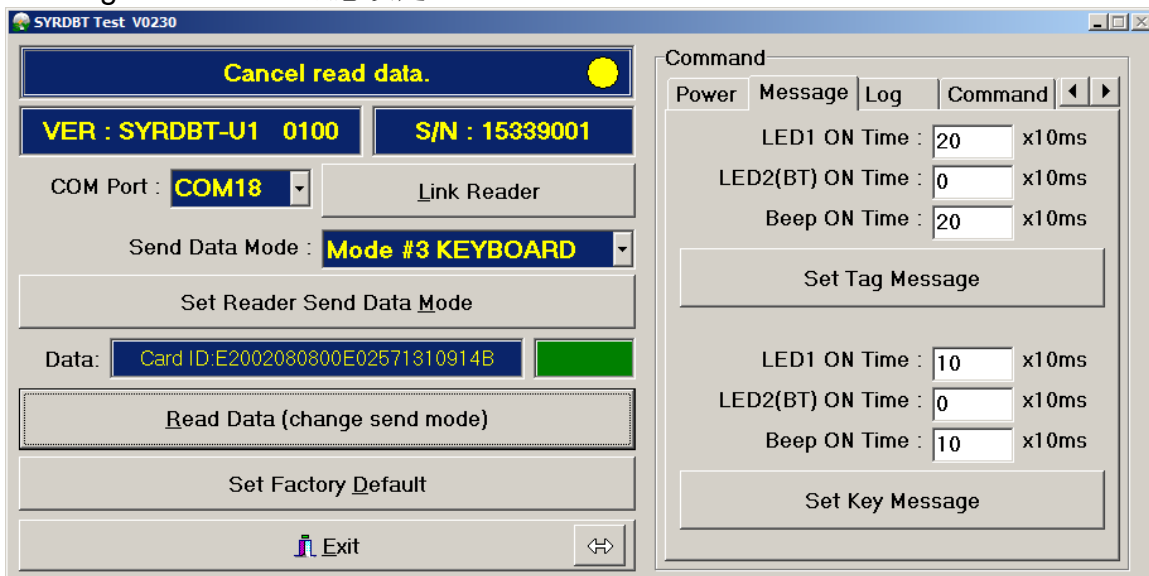 SYRDBT Test V0230
Cancel read data.
VER : SYRDBT-U1 0100
S/N : 15339001
COM Port : COM18
Link Reader
Send Data Mode : Mode #3 KEYBOARD
Set Reader Send Data Mode
Data: Card ID:E2002080800E02571310914B
Read Data (change send mode)
Set Factory Default
Exit
Command
Power Message Log Command
LED1 ON Time : 20 x10ms
LED2(BT) ON Time : 0 x10ms
Beep ON Time : 20 x10ms
Set Tag Message
LED1 ON Time : 10 x10ms
LED2(BT) ON Time : 0 x10ms
Beep ON Time : 10 x10ms
Set Key Message